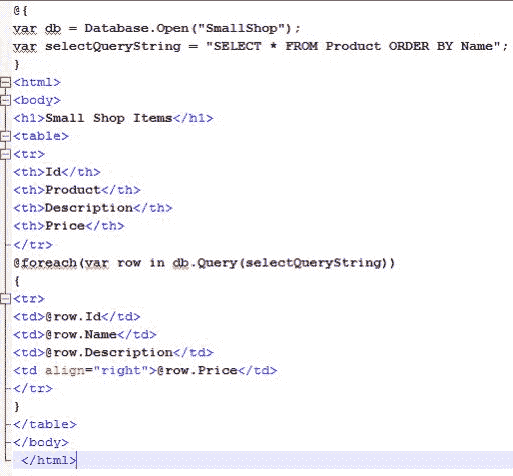 @{
var db = Database.Open("SmallShop");
var selectQueryString = "SELECT * FROM Product ORDER BY Name";
}
<html>
<body>
<h1>Small Shop Items</h1>
<table>
<tr>
<th>Id</th>
<th>Product</th>
<th>Description</th>
<th>Price</th>
</tr>
@foreach(var row in db.Query(selectQueryString))
{
<tr>
<td>@row.Id</td>
<td>@row.Name</td>
<td>@row.Description</td>
<td align="right">@row.Price</td>
</tr>
}
</table>
</body>
</html>